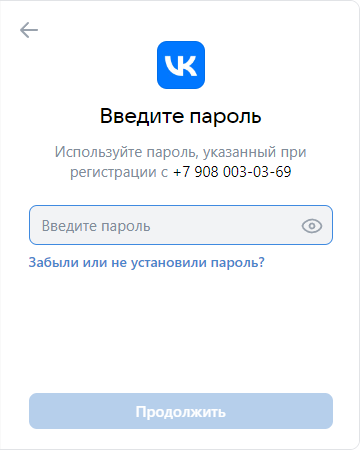 VK
Введите пароль
Используйте пароль, указанный при
регистрации с +7 908 003-03-69
Введите пароль
Забыли или не установили пароль?
Продолжить